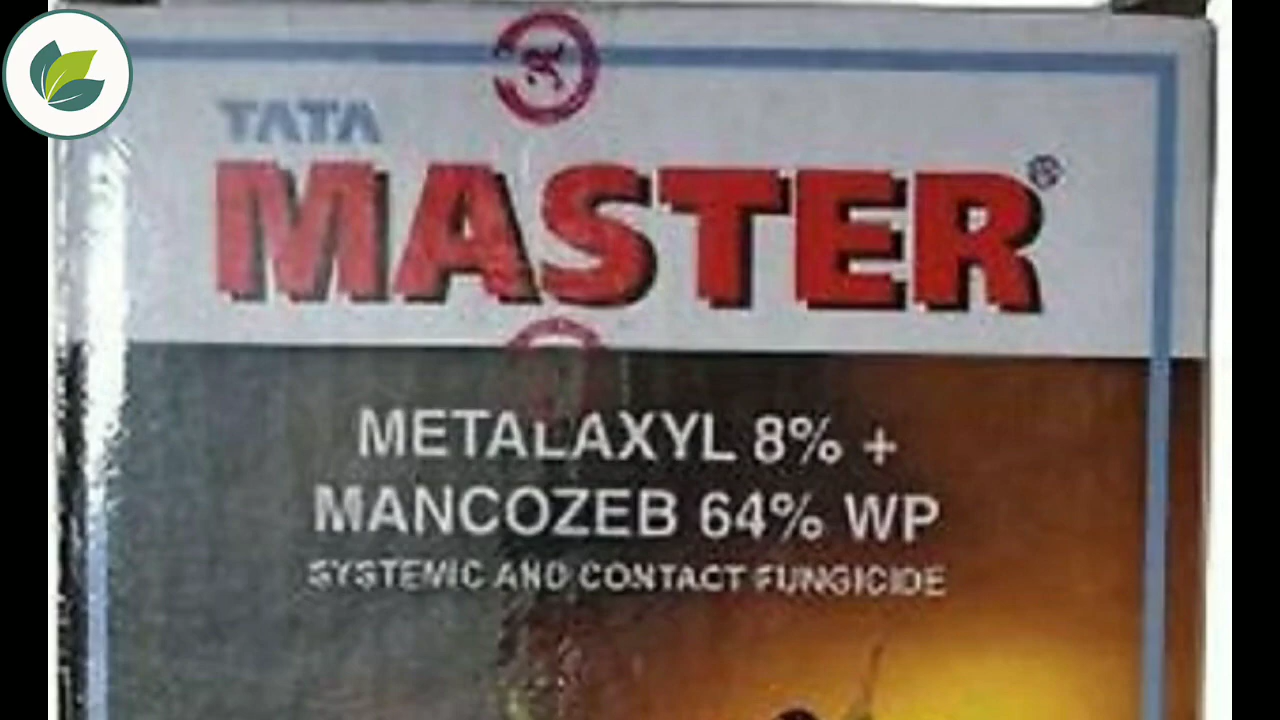 TATA
MASTER®
METALAXYL 8% +
MANCOZEB 64% WP
SYSTEMIC AND CONTACT FUNGICIDE